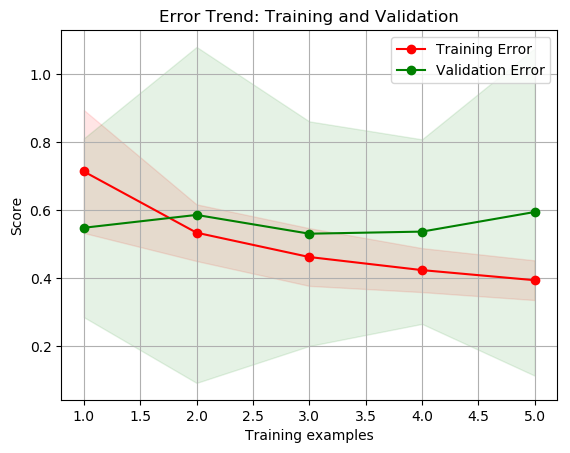 Error Trend: Training and Validation
Training Error
Validation Error
1.0
0.8
0.6
0.4
0.2
Score
1.0 1.5 2.0 2.5 3.0 3.5 4.0 4.5 5.0
Training examples